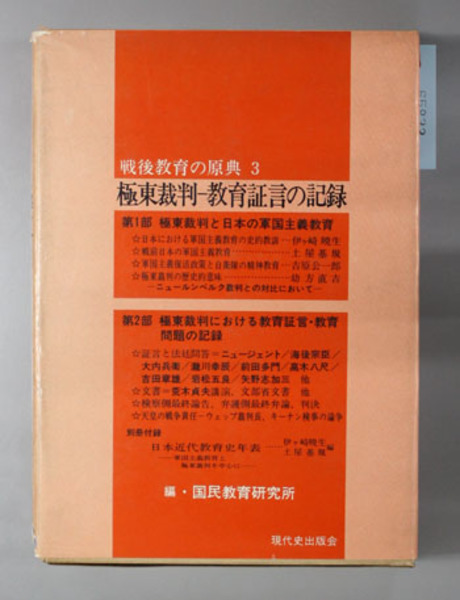 戦後教育の原典 3
極東裁判-教育証言の記録
第1部 極東裁判と日本の軍国主義教育
☆日本における軍国主義教育の史的教訓…伊ヶ崎暁生
☆戦前日本の軍国主義教育…………土屋基規
☆軍国主義復活政策と自衛隊の精神教育…吉原公一郎
☆極東裁判の歴史的意味…………幼方直吉
―ニュールンベルク裁判との対比において―
第2部 極東裁判における教育証言・教育
問題の記録
☆証言と法廷問答=ニュージェント/海後宗臣/
大内兵衛/瀧川幸辰/前田多門/高木八尺/
吉田章雄/岩松五良/矢野志加三 他
☆文書=荒木貞夫講演、文部省文書 他
☆検察側最終論告、弁護側最終弁論、判決
☆天皇の戦争責任―ウェッブ裁判長、キーナン検事の論争
別冊付録
日本近代教育史年表……伊ヶ崎暁生 土屋基規 編
―軍国主義教育と
極東裁判を中心に―
編・国民教育研究所
現代史出版会